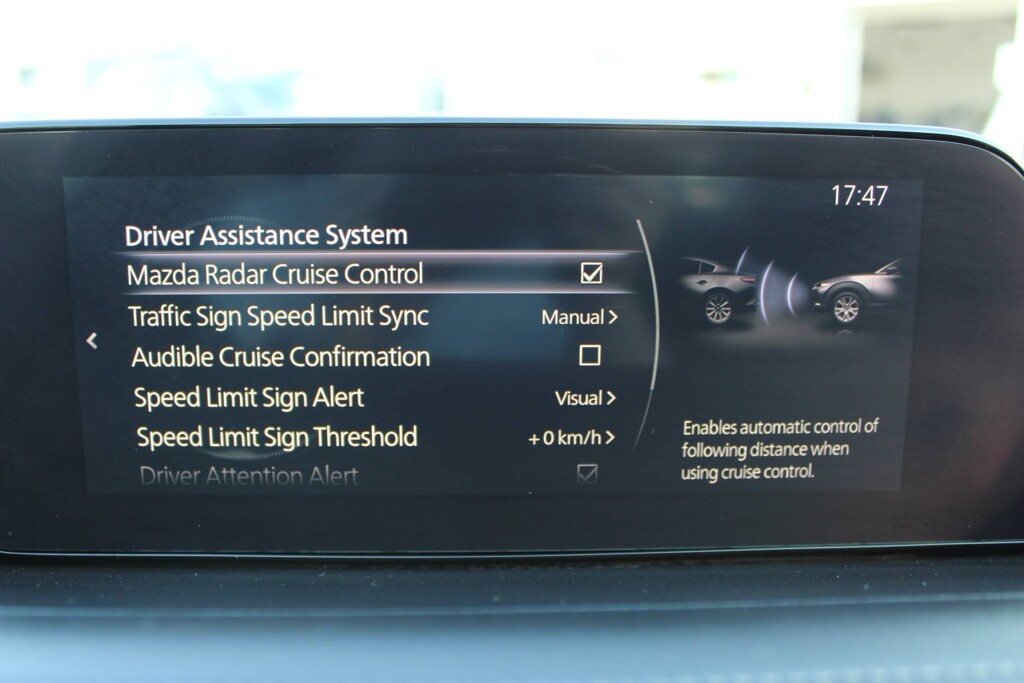 17:47
Driver Assistance System
Mazda Radar Cruise Control
Traffic Sign Speed Limit Sync Manual
Audible Cruise Confirmation
Speed Limit Sign Alert Visual
Speed Limit Sign Threshold +0 km/h
Driver Attention Alert
Enables automatic control of
following distance when
using cruise control.